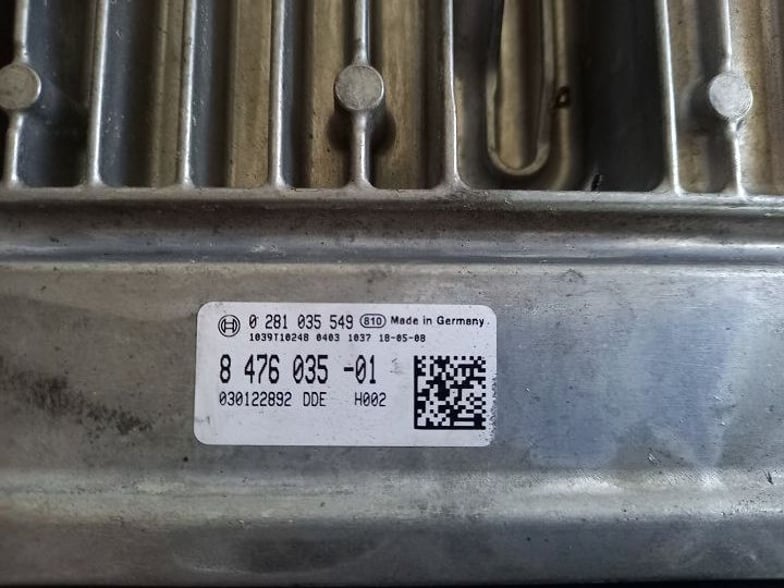 0 281 035 549 810 Made in Germany
1039T10248 0403 1037 18-05-08
8 476 035 -01
030122892 DDE H002